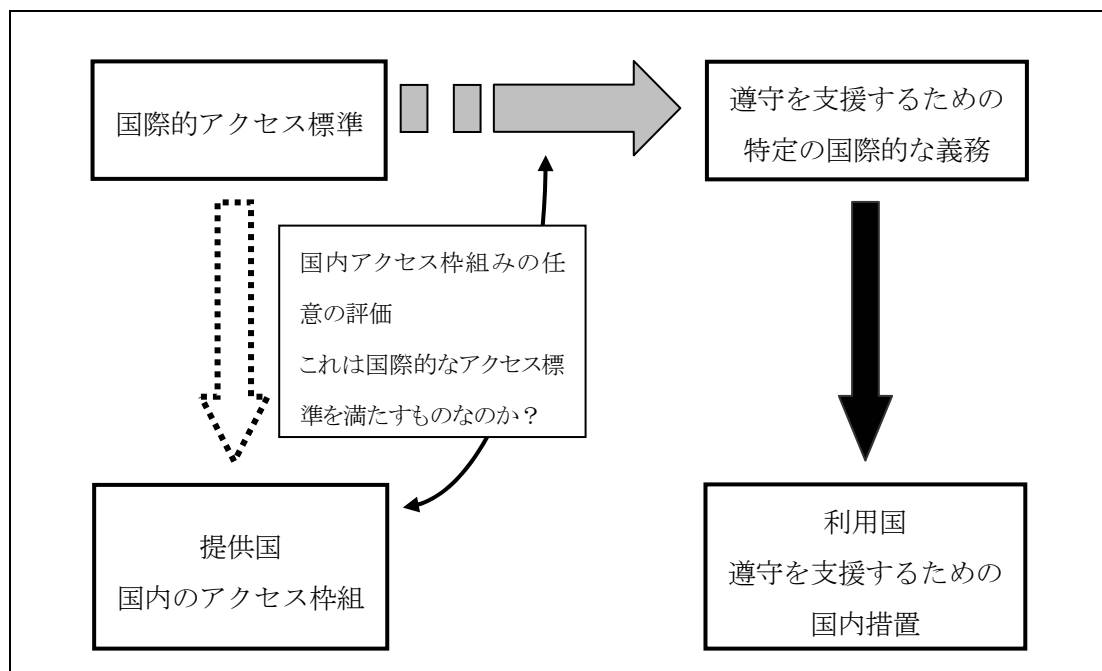 国際的アクセス標準
遵守を支援するための
特定の国際的な義務
国内アクセス枠組みの任
意の評価
これは国際的なアクセス標
準を満たすものなのか？
提供国
国内のアクセス枠組
利用国
遵守を支援するための
国内措置